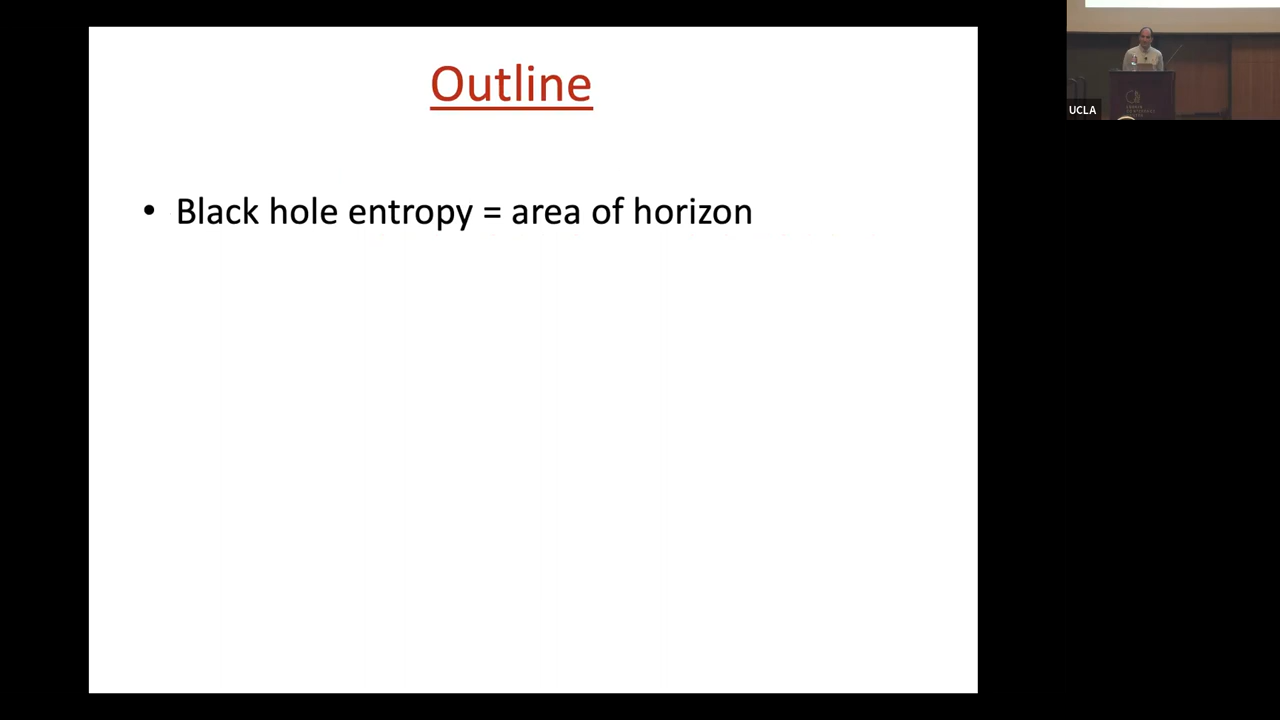 Outline
• Black hole entropy = area of horizon
UCLA